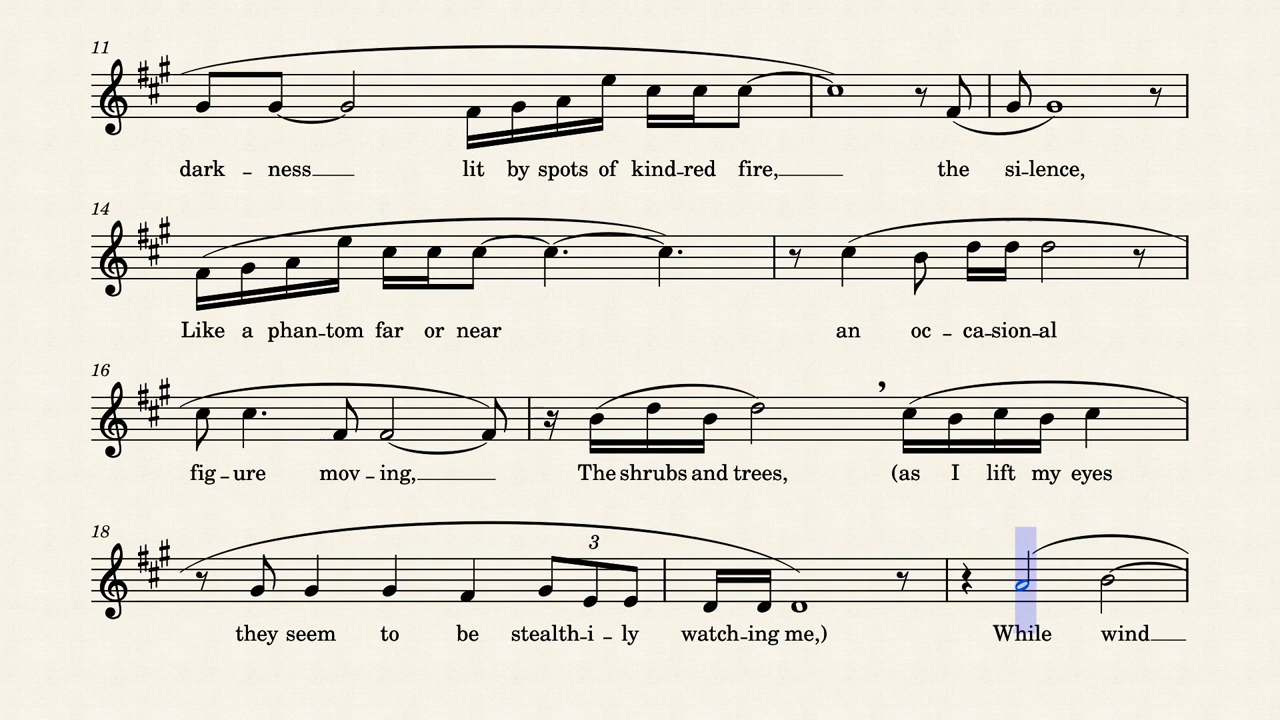 11
dark - ness lit by spots of kind-red fire, the si-lence,
14
Like a phan-tom far or near an oc - ca-sion-al
16
fig-ure mov-ing, The shrubs and trees, (as I lift my eyes
18
3
they seem to be stealth-i - ly watch-ing me,) While wind